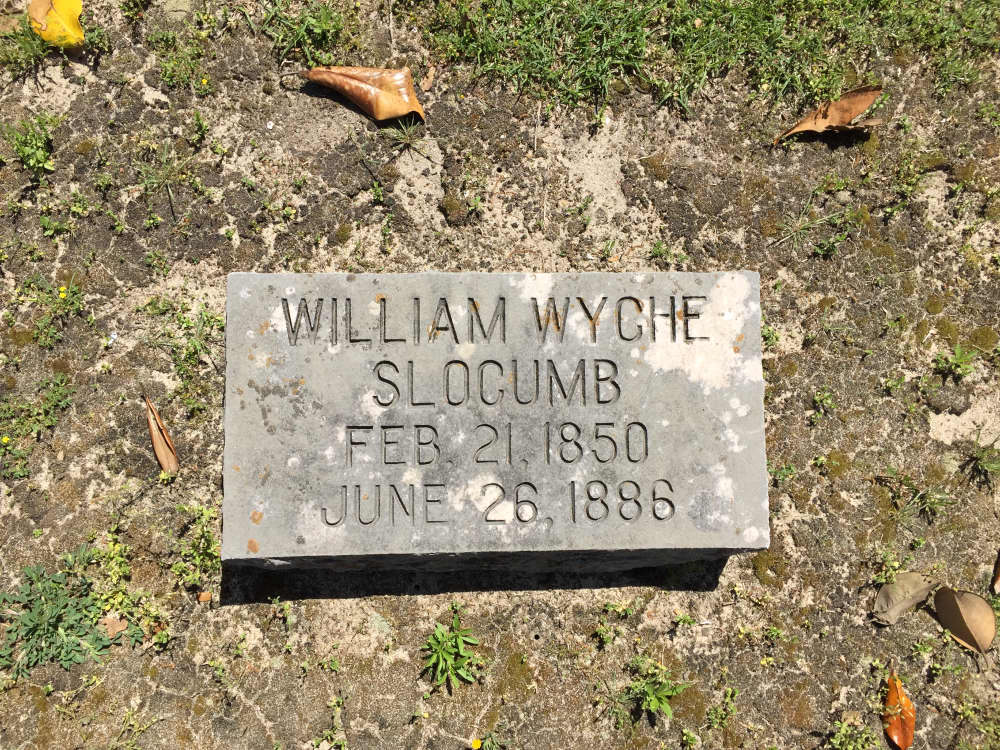 WILLIAM WYCHE
SLOCUMB
FEB. 21, 1850
JUNE 26, 1886